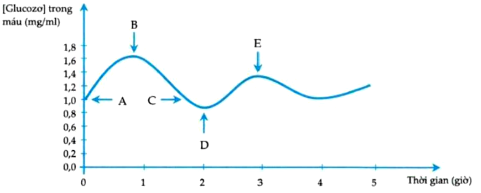 [Glucozơ] trong
máu (mg/ml)
B
E
1,8
1,6
1,4
1,2
1,0
A
C
0,8
0,6
D
0,4
0,2
0,0
0 1 2 3 4 5 Thời gian (giờ)